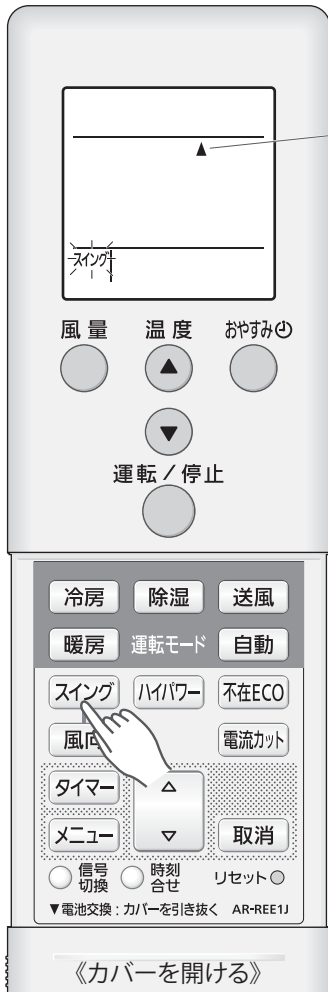 スイング
風量 温度 おやすみ
▲
▼
運転／停止
冷房 除湿 送風
暖房 運転モード 自動
スイング ハイパワー 不在ECO
風向 電流カット
タイマー △
メニュー ▽ 取消
信号切換 時刻合せ リセット
▼電池交換：カバーを引き抜く AR-REE1J
《カバーを開ける》